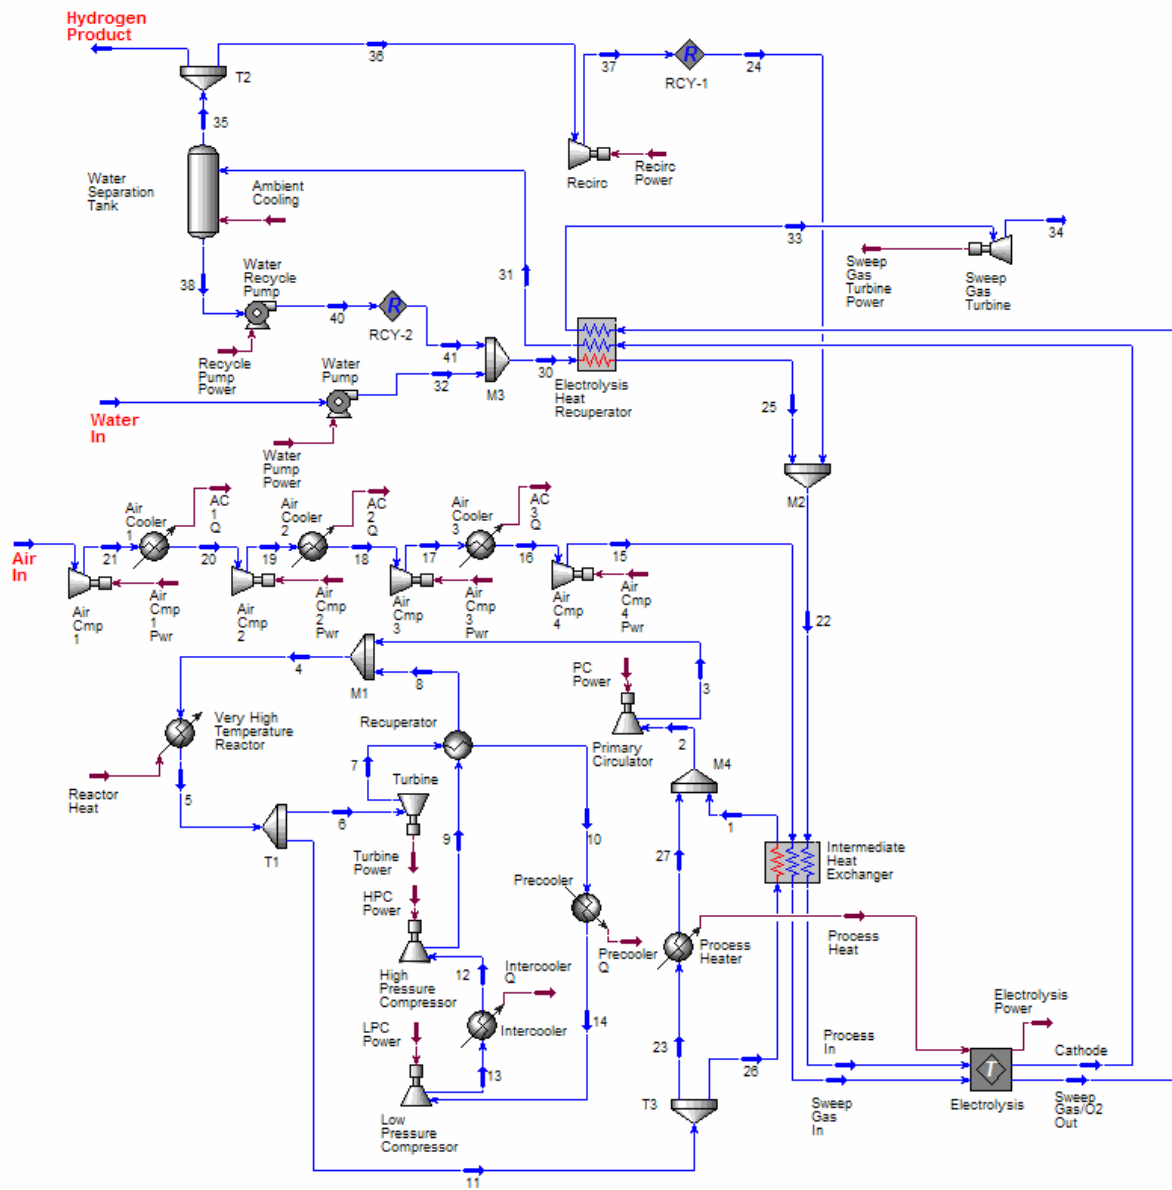 Hydrogen
Product
T2
36
37
R
RCY-1
24
35
Water
Separation
Tank
Ambient
Cooling
Recirc
Recirc
Power
33
34
Sweep
Gas
Turbine
Power
Sweep
Gas
Turbine
38
Water
Recycle
Pump
31
40
R
RCY-2
41
Recycle
Pump
Power
Water
Pump
32
M3
30
Electrolysis
Heat
Recuperator
25
Water
In
Water
Pump
Power
M2
Air
In
21
Air
Cooler
1
AC
1
Q
20
19
Air
Cooler
2
AC
2
Q
18
17
Air
Cooler
3
AC
3
Q
16
15
Air
Cmp
1
Air
Cmp
1
Pwr
Air
Cmp
2
Air
Cmp
2
Pwr
Air
Cmp
3
Air
Cmp
3
Pwr
Air
Cmp
4
Air
Cmp
4
Pwr
22
4
M1
8
PC
Power
3
Very High
Temperature
Reactor
Recuperator
Primary
Circulator
2
M4
Reactor
Heat
5
7
Turbine
6
T1
9
10
1
Turbine
Power
27
Intermediate
Heat
Exchanger
HPC
Power
Precooler
High
Pressure
Compressor
12
Intercooler
Q
Precooler
Q
Process
Heater
Process
Heat
LPC
Power
Intercooler
14
13
23
26
Electrolysis
Power
Process
In
T
Cathode
Low
Pressure
Compressor
T3
Sweep
Gas
In
Electrolysis
Sweep
Gas/O2
Out
11